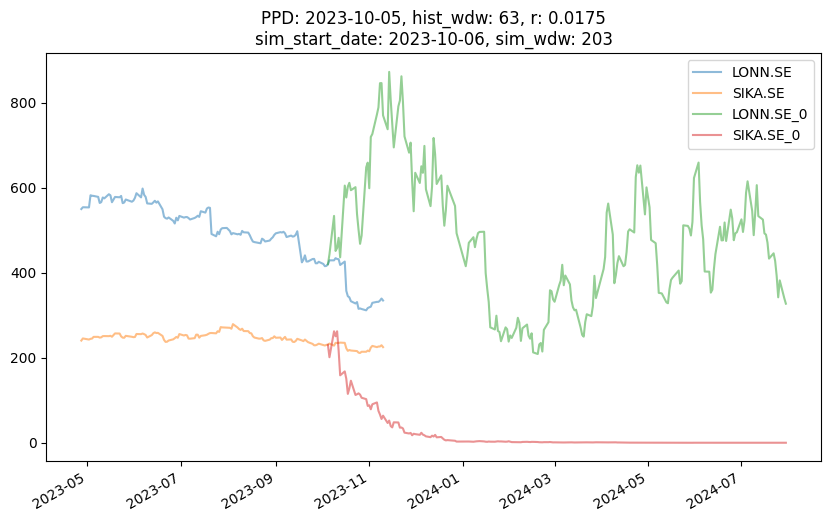 PPD: 2023-10-05, hist_wdw: 63, r: 0.0175
sim_start_date: 2023-10-06, sim_wdw: 203
LONN.SE
SIKA.SE
LONN.SE_0
SIKA.SE_0
800
600
400
200
0
2023-05
2023-07
2023-09
2023-11
2024-01
2024-03
2024-05
2024-07